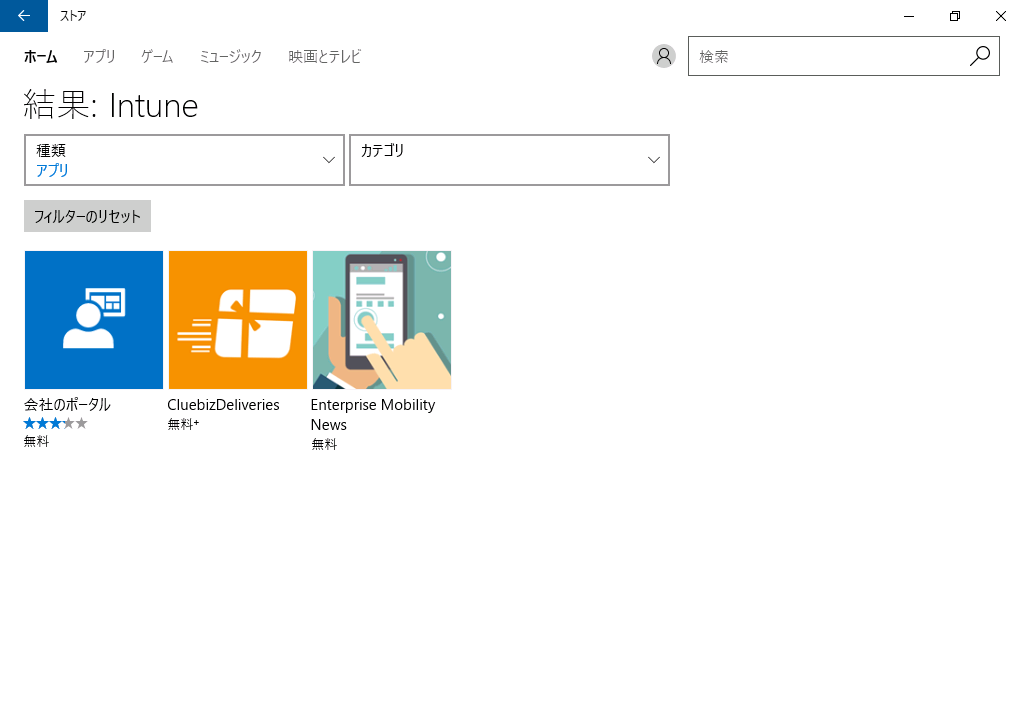 ストア
ホーム アプリ ゲーム ミュージック 映画とテレビ 検索
結果: Intune
種類 カテゴリ
アプリ
フィルターのリセット
会社のポータル
無料
CluebizDeliveries
無料+
Enterprise Mobility
News
無料